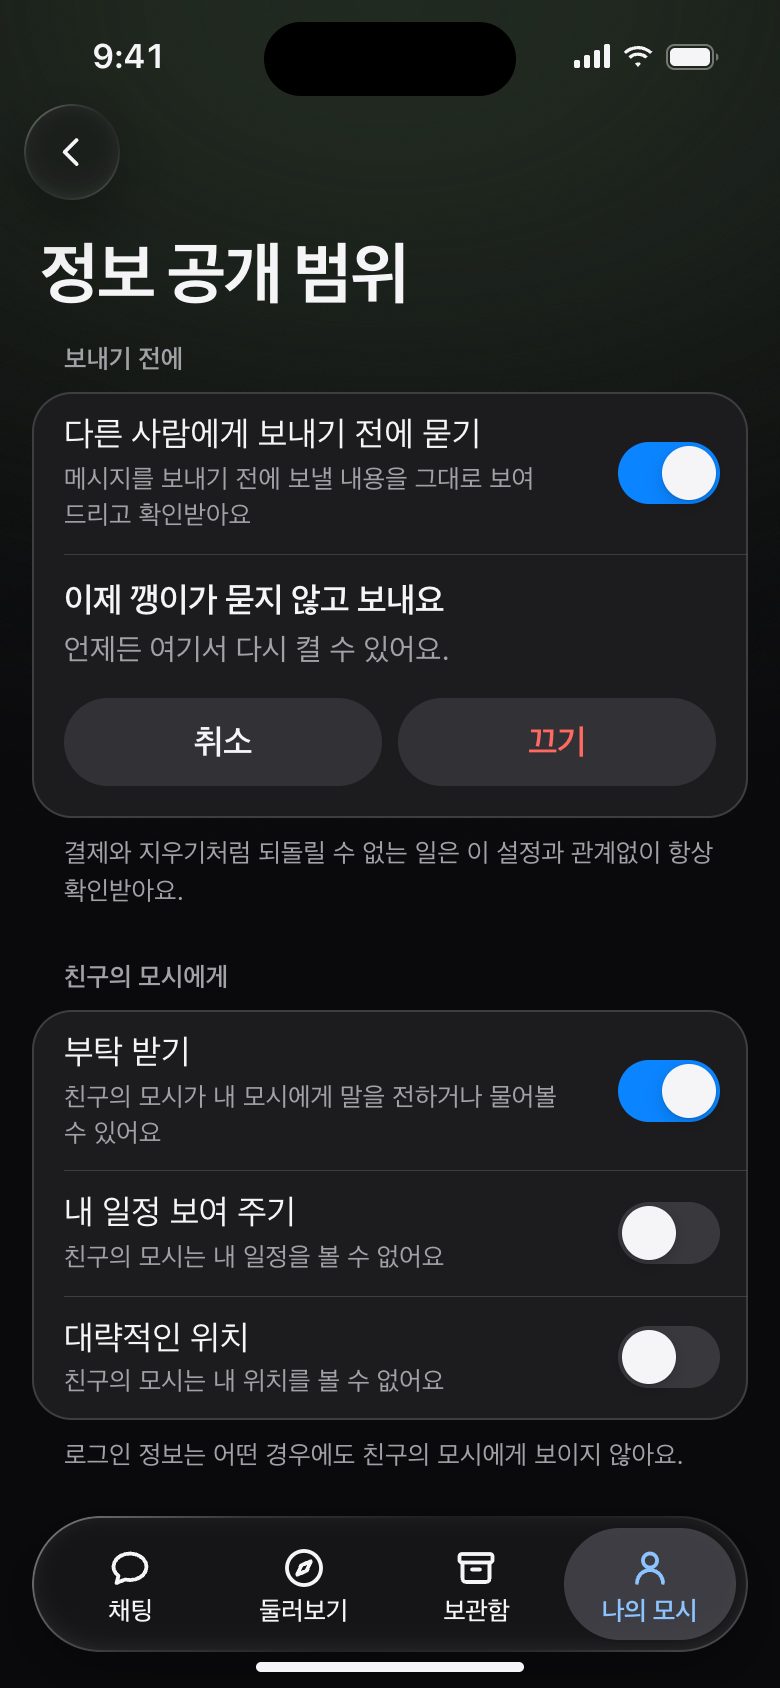 9:41
정보 공개 범위
보내기 전에
다른 사람에게 보내기 전에 묻기
메시지를 보내기 전에 보낼 내용을 그대로 보여
드리고 확인받아요
이제 깽이가 묻지 않고 보내요
언제든 여기서 다시 켤 수 있어요.
취소
끄기
결제와 지우기처럼 되돌릴 수 없는 일은 이 설정과 관계없이 항상
확인받아요.
친구의 모시에게
부탁 받기
친구의 모시가 내 모시에게 말을 전하거나 물어볼
수 있어요
내 일정 보여 주기
친구의 모시는 내 일정을 볼 수 없어요
대략적인 위치
친구의 모시는 내 위치를 볼 수 없어요
로그인 정보는 어떤 경우에도 친구의 모시에게 보이지 않아요.
채팅
둘러보기
보관함
나의 모시